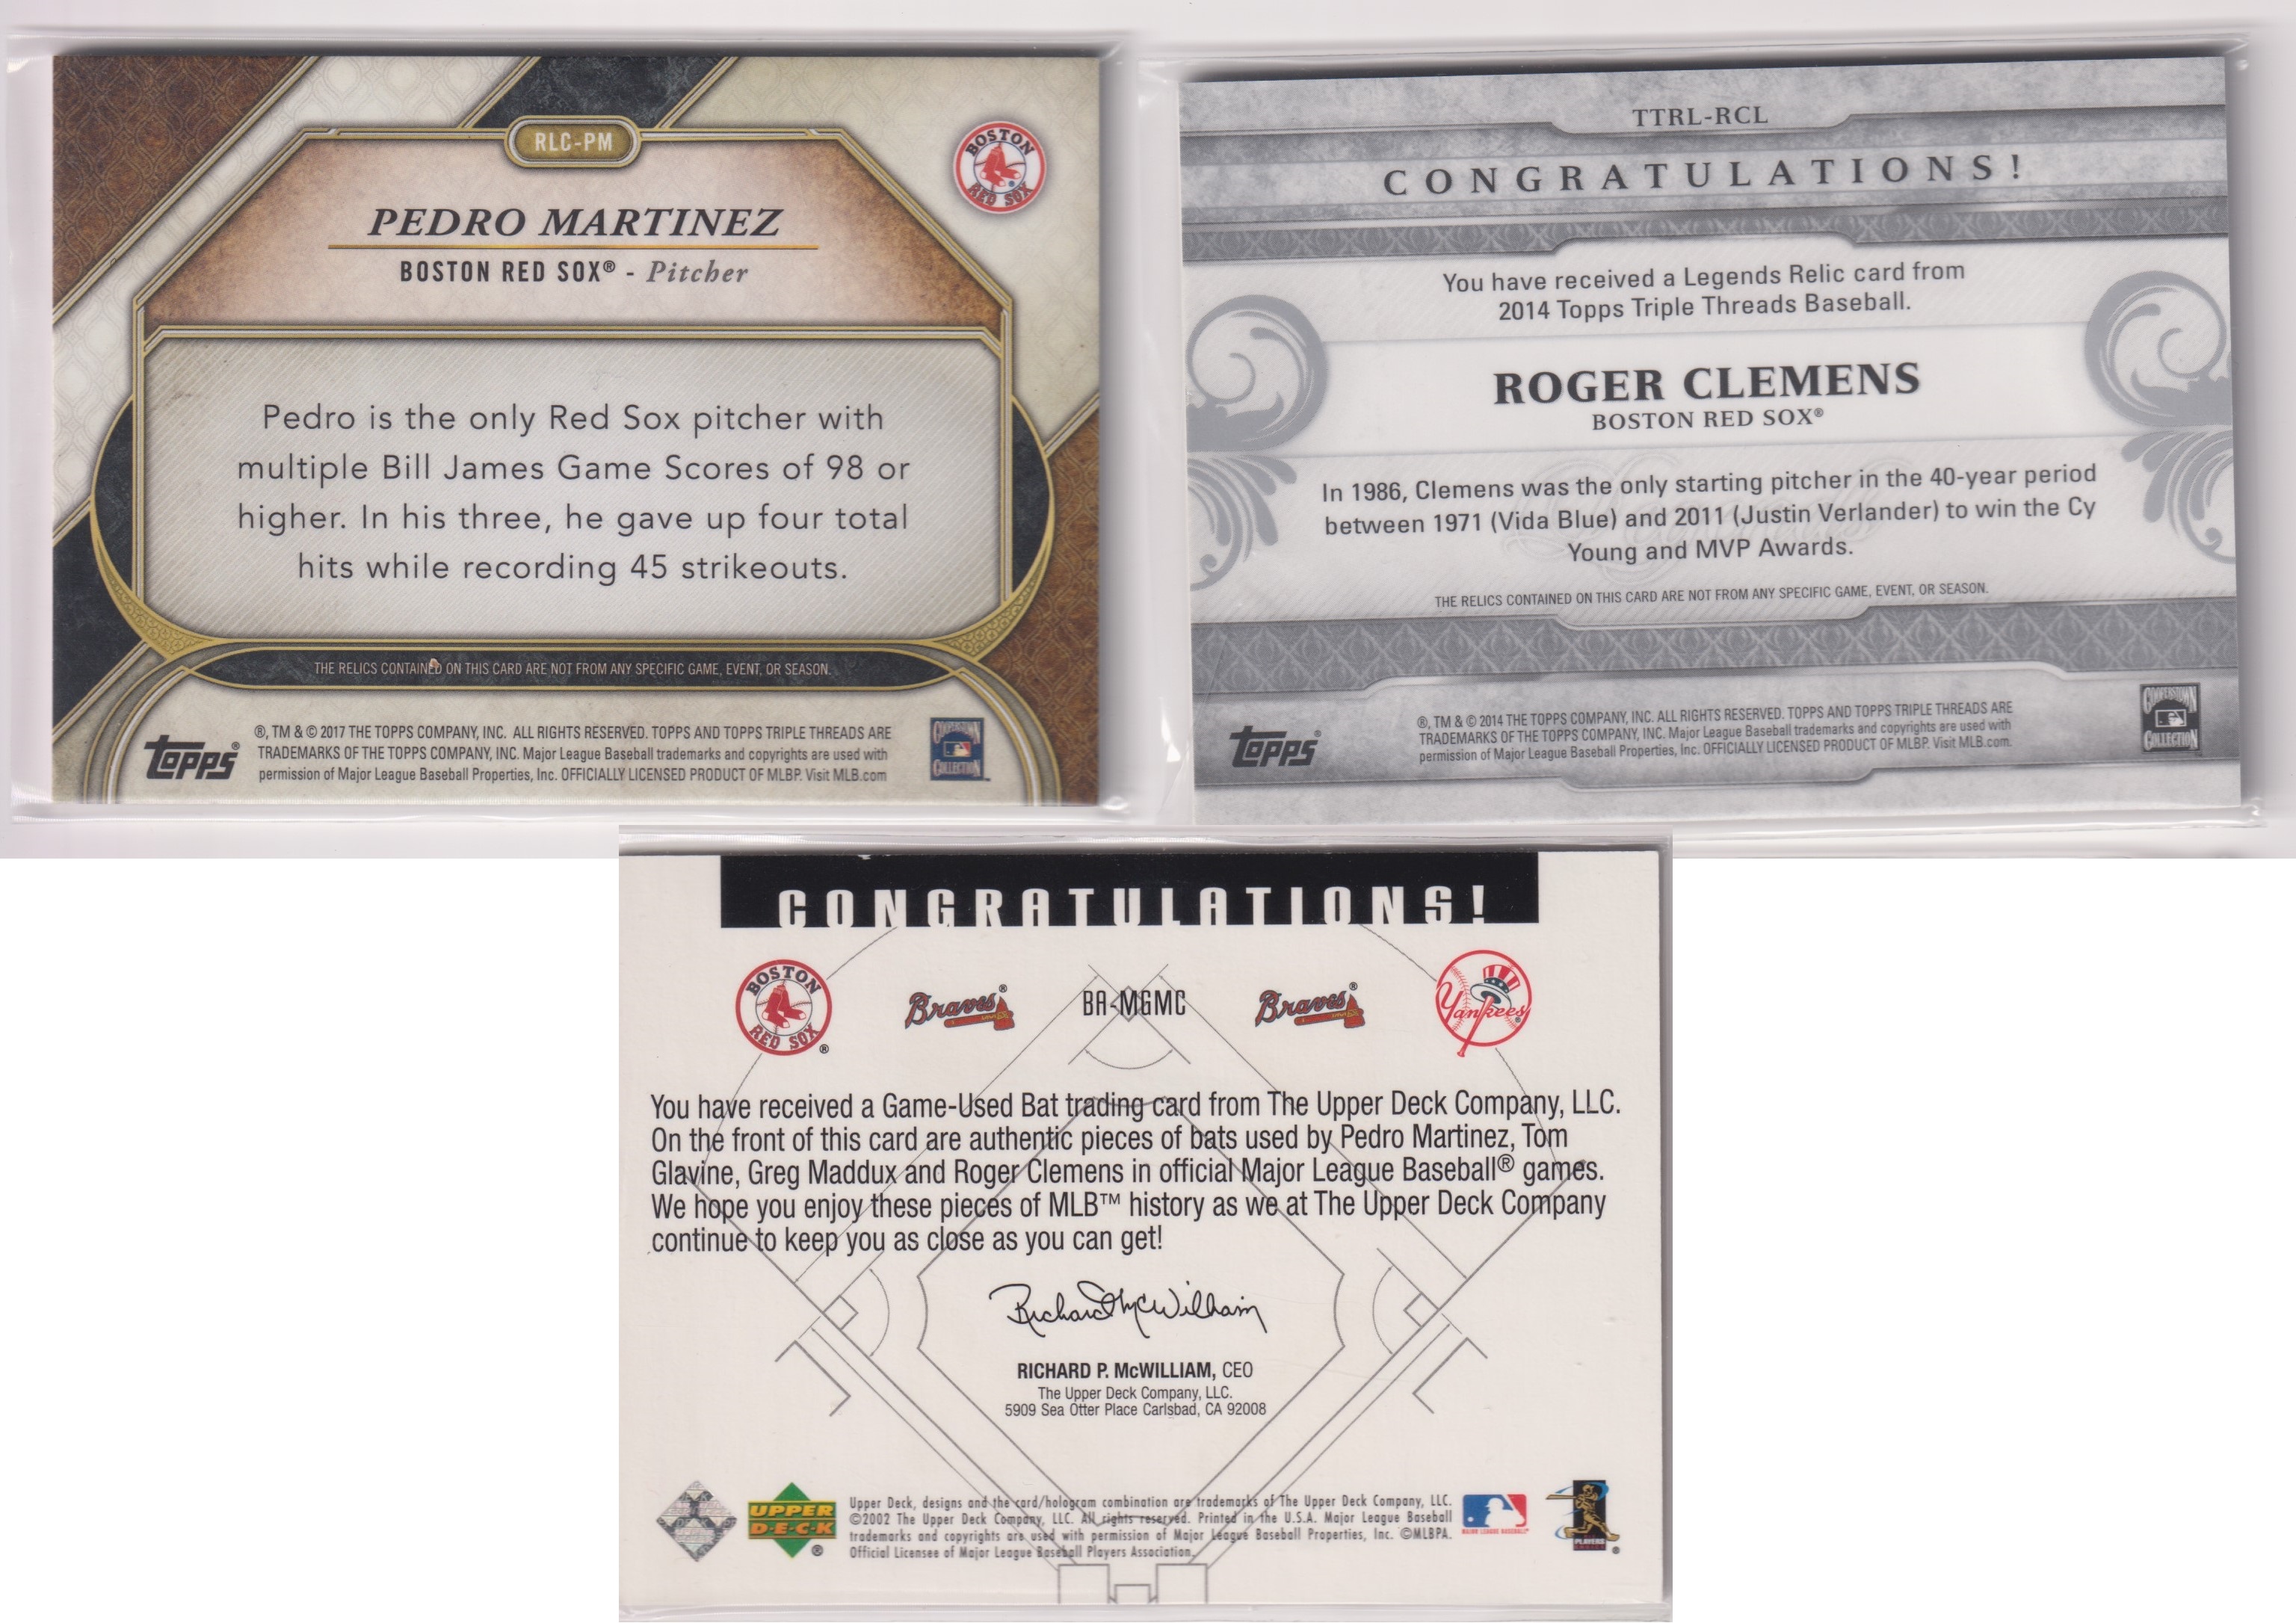 RLC-PM
BOSTON
RED SOX
PEDRO MARTINEZ
BOSTON RED SOX® - Pitcher
Pedro is the only Red Sox pitcher with
multiple Bill James Game Scores of 98 or
higher. In his three, he gave up four total
hits while recording 45 strikeouts.
THE RELICS CONTAINED ON THIS CARD ARE NOT FROM ANY SPECIFIC GAME, EVENT, OR SEASON.
Topps®
®, TM & © 2017 THE TOPPS COMPANY, INC. ALL RIGHTS RESERVED. TOPPS AND TOPPS TRIPLE THREADS ARE
TRADEMARKS OF THE TOPPS COMPANY, INC. Major League Baseball trademarks and copyrights are used with
permission of Major League Baseball Properties, Inc. OFFICIALLY LICENSED PRODUCT OF MLBP. Visit MLB.com
COOPERSTOWN
COLLECTION
TTRL-RCL
CONGRATULATIONS!
You have received a Legends Relic card from
2014 Topps Triple Threads Baseball.
ROGER CLEMENS
BOSTON RED SOX®
In 1986, Clemens was the only starting pitcher in the 40-year period
between 1971 (Vida Blue) and 2011 (Justin Verlander) to win the Cy
Young and MVP Awards.
THE RELICS CONTAINED ON THIS CARD ARE NOT FROM ANY SPECIFIC GAME, EVENT, OR SEASON.
Topps®
®, TM & © 2014 THE TOPPS COMPANY, INC. ALL RIGHTS RESERVED. TOPPS AND TOPPS TRIPLE THREADS ARE
TRADEMARKS OF THE TOPPS COMPANY, INC. Major League Baseball trademarks and copyrights are used with
permission of Major League Baseball Properties, Inc. OFFICIALLY LICENSED PRODUCT OF MLBP. Visit MLB.com.
COOPERSTOWN
COLLECTION
CONGRATULATIONS!
BOSTON
RED SOX ®
Braves®
BA-MGMC
Braves®
Yankees®
You have received a Game-Used Bat trading card from The Upper Deck Company, LLC.
On the front of this card are authentic pieces of bats used by Pedro Martinez, Tom
Glavine, Greg Maddux and Roger Clemens in official Major League Baseball® games.
We hope you enjoy these pieces of MLB™ history as we at The Upper Deck Company
continue to keep you as close as you can get!
Richard McWilliam
RICHARD P. McWILLIAM, CEO
The Upper Deck Company, LLC.
5909 Sea Otter Place Carlsbad, CA 92008
UPPER
D·E·C·K ®
Upper Deck, designs and the card/hologram combination are trademarks of The Upper Deck Company, LLC.
©2002 The Upper Deck Company, LLC. All rights reserved. Printed in the U.S.A. Major League Baseball
trademarks and copyrights are used with permission of Major League Baseball Properties, Inc. ©MLBPA.
Official Licensee of Major League Baseball Players Association.
MAJOR LEAGUE BASEBALL
PLAYERS